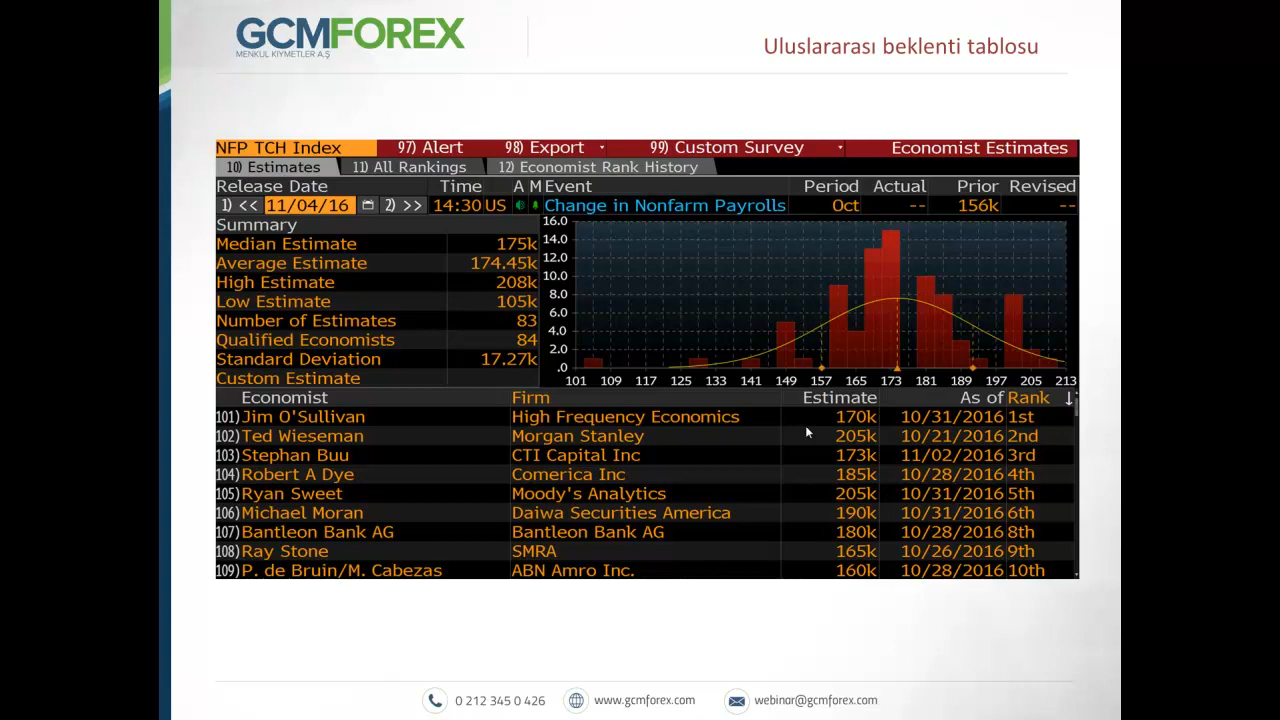 GCMFOREX
MENKUL KIYMETLER A.Ş
Uluslararası beklenti tablosu
NFP TCH Index 97) Alert 98) Export 99) Custom Survey Economist Estimates
10) Estimates 11) All Rankings 12) Economist Rank History
Release Date Time A M Event Period Actual Prior Revised
1) << 11/04/16 2) >> 14:30 US Change in Nonfarm Payrolls Oct -- 156k --
Summary
Median Estimate 175k
Average Estimate 174.45k
High Estimate 208k
Low Estimate 105k
Number of Estimates 83
Qualified Economists 84
Standard Deviation 17.27k
Custom Estimate
16.0
14.0
12.0
10.0
8.0
6.0
4.0
2.0
.0
101 109 117 125 133 141 149 157 165 173 181 189 197 205 213
Economist Firm Estimate As of Rank ↓
101) Jim O'Sullivan High Frequency Economics 170k 10/31/2016 1st
102) Ted Wieseman Morgan Stanley 205k 10/21/2016 2nd
103) Stephan Buu CTI Capital Inc 173k 11/02/2016 3rd
104) Robert A Dye Comerica Inc 185k 10/28/2016 4th
105) Ryan Sweet Moody's Analytics 205k 10/31/2016 5th
106) Michael Moran Daiwa Securities America 190k 10/31/2016 6th
107) Bantleon Bank AG Bantleon Bank AG 180k 10/28/2016 8th
108) Ray Stone SMRA 165k 10/26/2016 9th
109) P. de Bruin/M. Cabezas ABN Amro Inc. 160k 10/28/2016 10th
0 212 345 0 426 www.gcmforex.com webinar@gcmforex.com